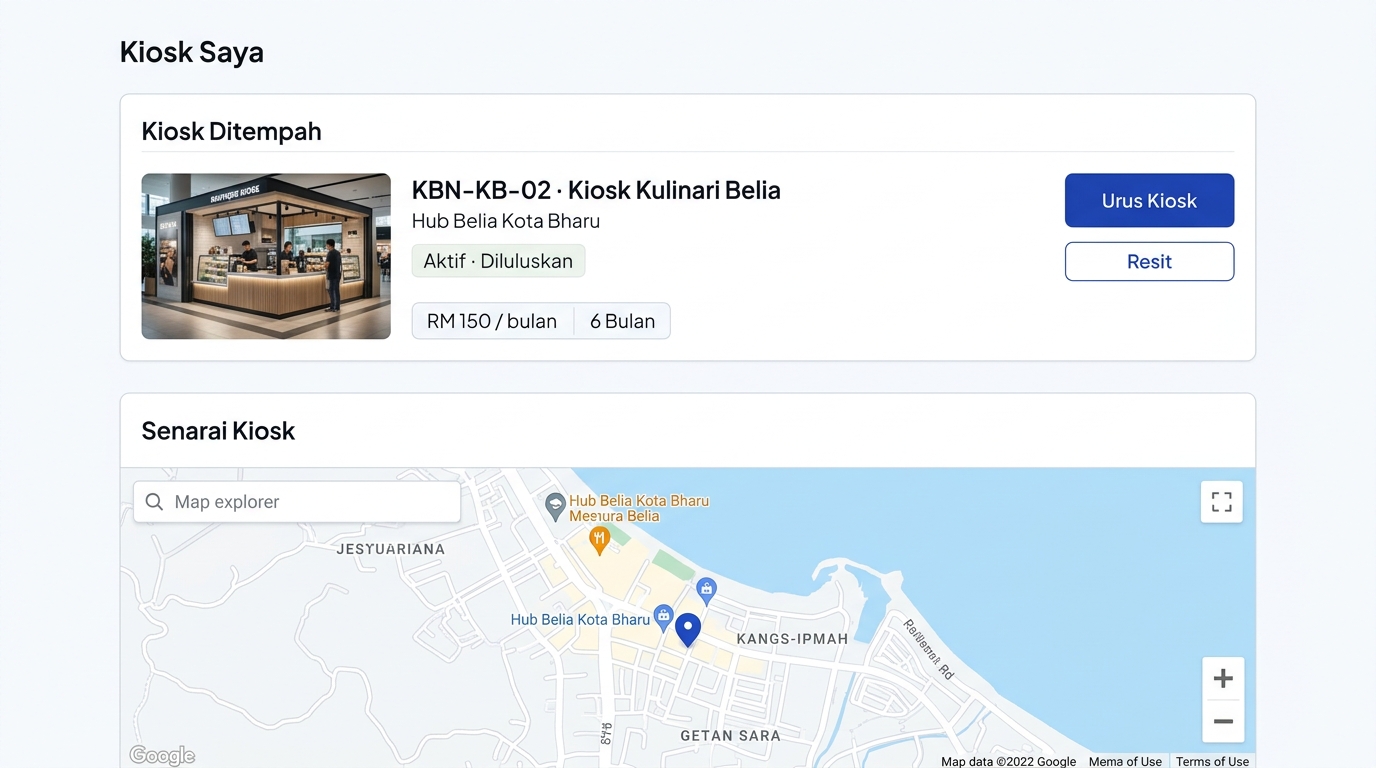 Kiosk Saya
Kiosk Ditempah
KBN-KB-02 · Kiosk Kulinari Belia
Hub Belia Kota Bharu
Aktif · Diluluskan
RM 150 / bulan
6 Bulan
Urus Kiosk
Resit
Senarai Kiosk
Map explorer
Hub Belia Kota Bharu
Belia
JESYUARIANA
Hub Belia Kota Bharu
KANGS-IPMAH
Rd
GETAN SARA
Google
Map data ©2022 Google
Mema of Use
Terms of Use